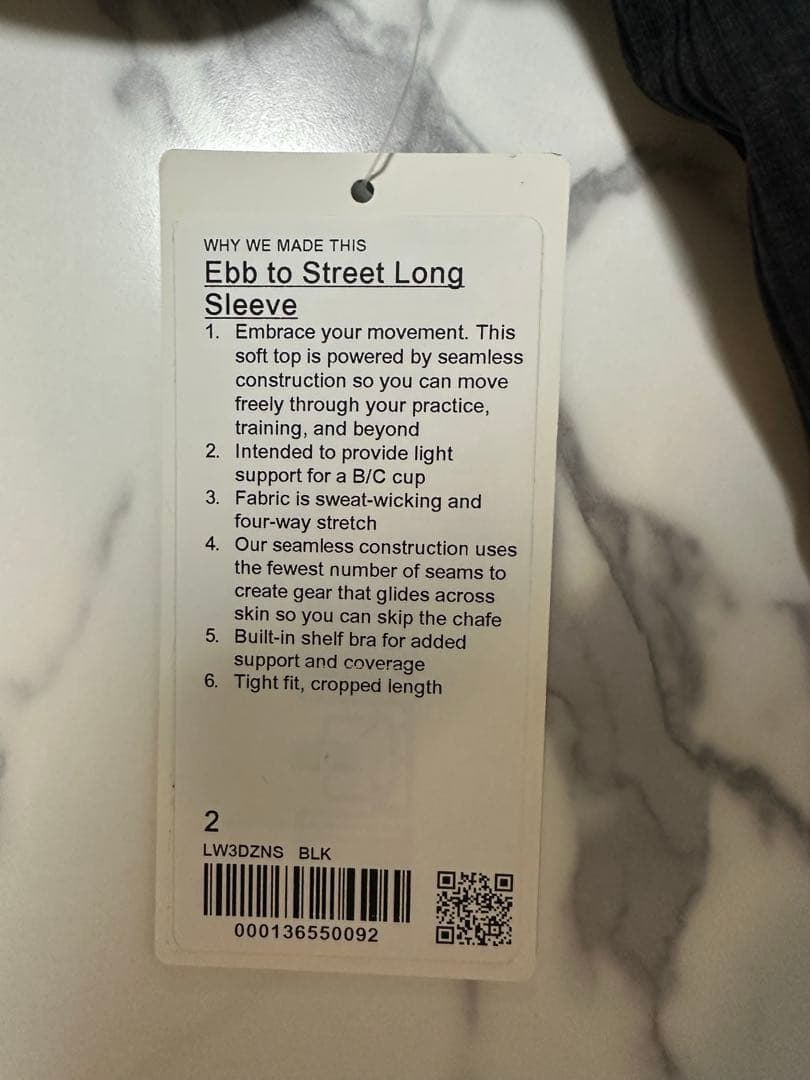 WHY WE MADE THIS
Ebb to Street Long
Sleeve
1. Embrace your movement. This
soft top is powered by seamless
construction so you can move
freely through your practice,
training, and beyond
2. Intended to provide light
support for a B/C cup
3. Fabric is sweat-wicking and
four-way stretch
4. Our seamless construction uses
the fewest number of seams to
create gear that glides across
skin so you can skip the chafe
5. Built-in shelf bra for added
support and coverage
6. Tight fit, cropped length
2
LW3DZNS BLK
000136550092